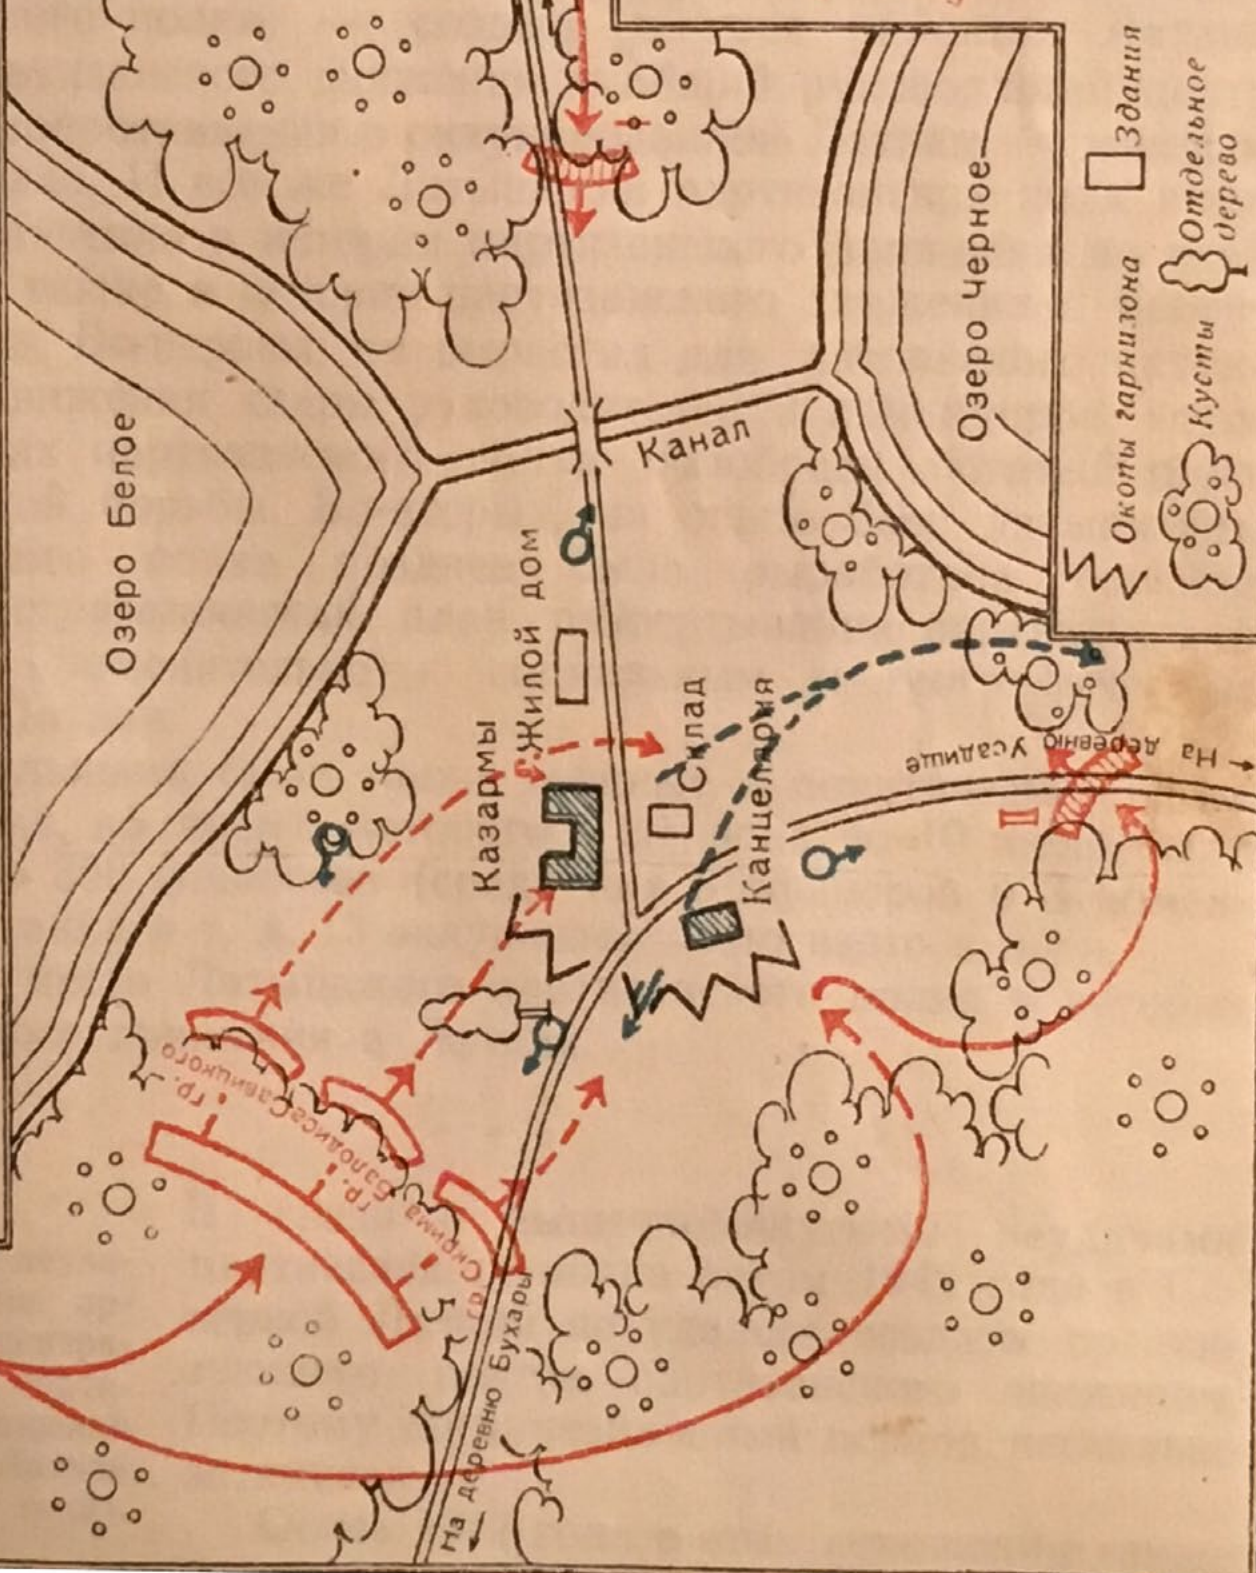 Озеро Белое
Озеро Черное
Канал
Жилой дом
Казармы
Склад
Канцелярия
На деревню Усадище
На деревню Бухары
гр. Савицкого
гр. Балодиса
гр. Скрима
I
II
Окопы гарнизона
Здания
Кусты
Отдельное
дерево